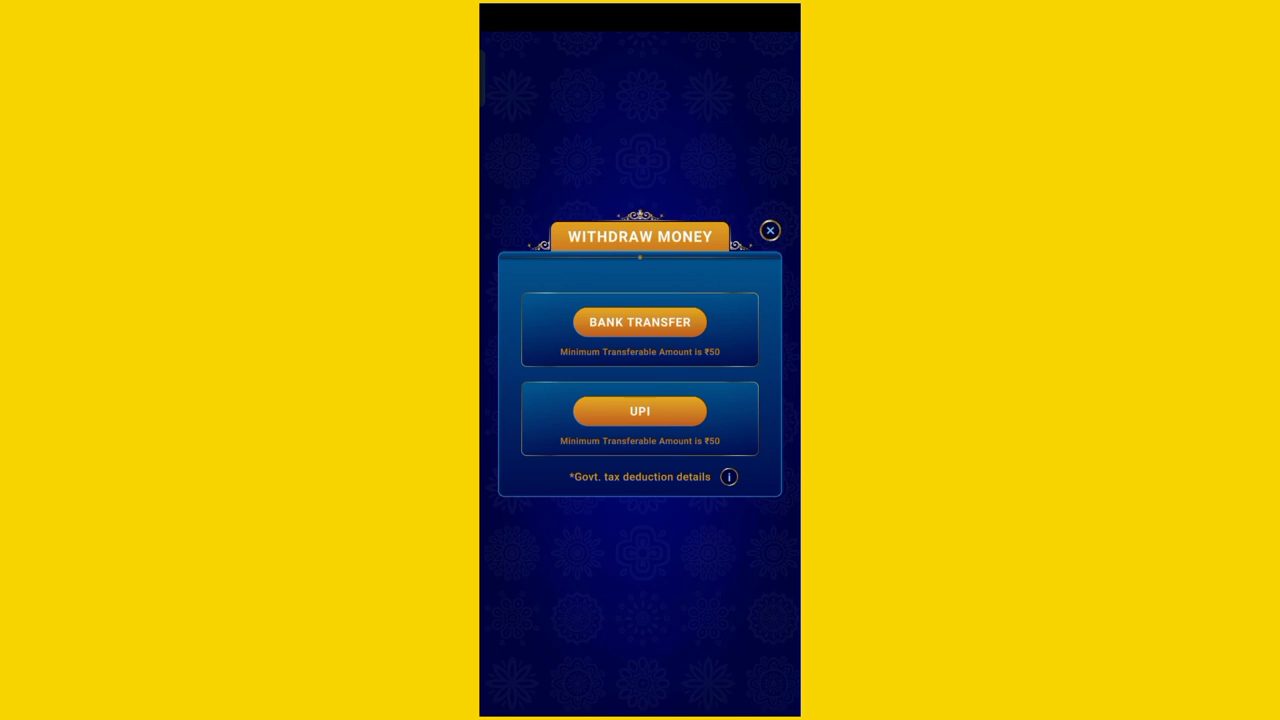 WITHDRAW MONEY
BANK TRANSFER
Minimum Transferable Amount is ₹50
UPI
Minimum Transferable Amount is ₹50
*Govt. tax deduction details